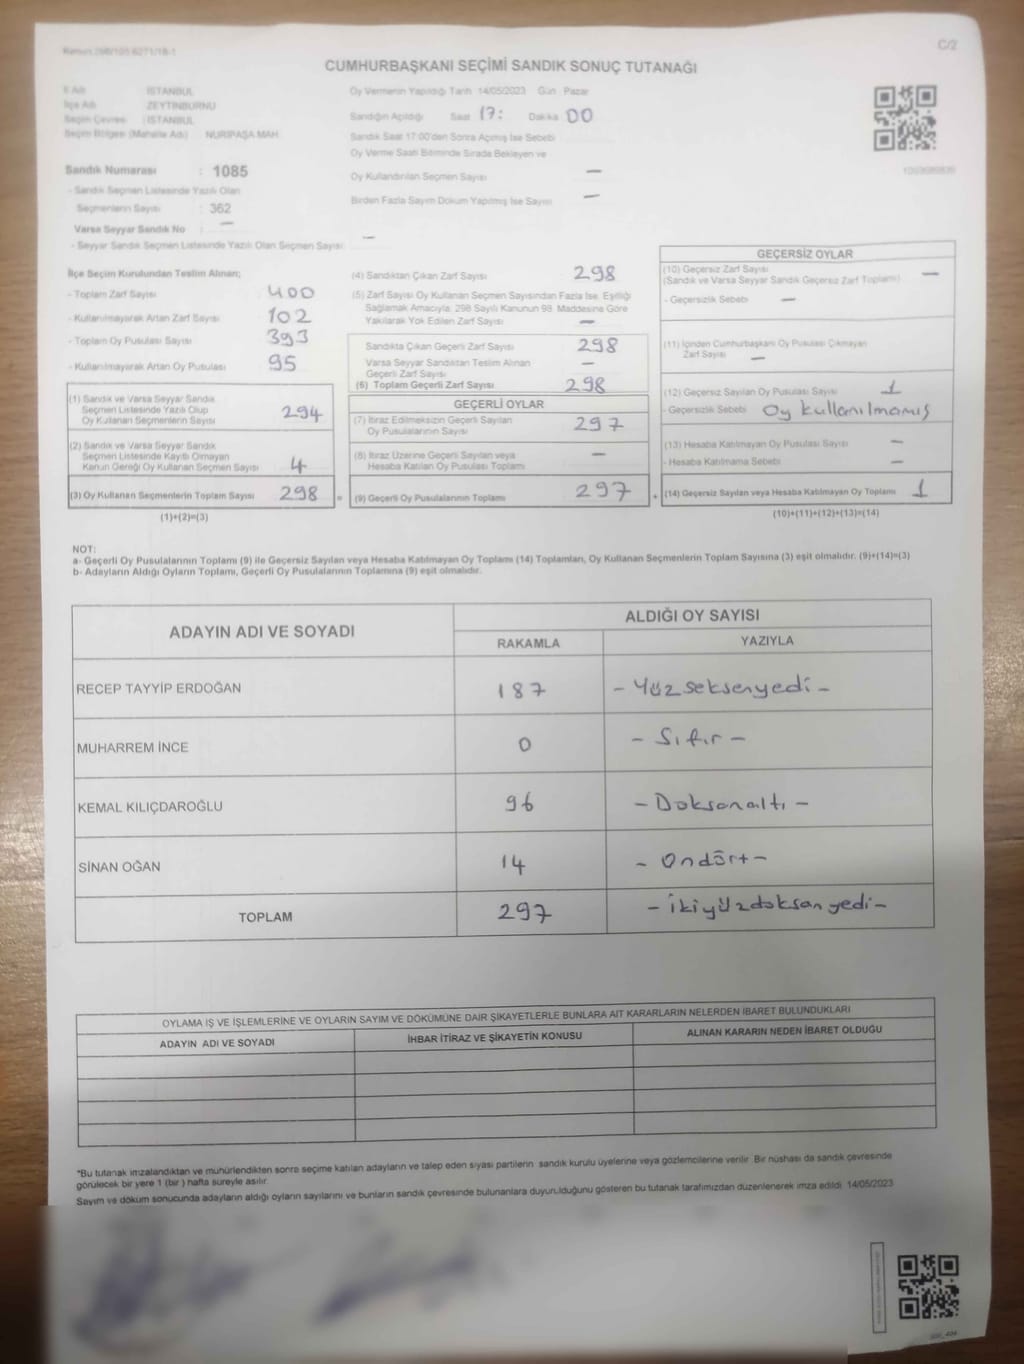 C/2
CUMHURBAŞKANI SEÇİMİ SANDIK SONUÇ TUTANAĞI
İl Adı : İSTANBUL
İlçe Adı : ZEYTİNBURNU
Seçim Çevresi : İSTANBUL
Seçim Bölgesi (Mahalle Adı) : NURİPAŞA MAH.
Sandık Numarası : 1085
- Sandık Seçmen Listesinde Yazılı Olan
Seçmenlerin Sayısı : 362
Varsa Seyyar Sandık No : —
- Seyyar Sandık Seçmen Listesinde Yazılı Olan Seçmen Sayısı: —
Oy Vermenin Yapıldığı Tarih 14/05/2023 Gün : Pazar
Sandığın Açıldığı Saat 17: Dakika 00
Sandık Saat 17:00'den Sonra Açılmış İse Sebebi
Oy Verme Saati Bitiminde Sırada Bekleyen ve
Oy Kullandırılan Seçmen Sayısı —
Birden Fazla Sayım Döküm Yapılmış İse Sayısı —
İlçe Seçim Kurulundan Teslim Alınan;
- Toplam Zarf Sayısı 400
- Kullanılmayarak Artan Zarf Sayısı 102
- Toplam Oy Pusulası Sayısı 393
- Kullanılmayarak Artan Oy Pusulası 95
(1) Sandık ve Varsa Seyyar Sandık
Seçmen Listesinde Yazılı Olup
Oy Kullanan Seçmenlerin Sayısı 294
(2) Sandık ve Varsa Seyyar Sandık
Seçmen Listesinde Kayıtlı Olmayan
Kanun Gereği Oy Kullanan Seçmen Sayısı 4
(3) Oy Kullanan Seçmenlerin Toplam Sayısı 298 =
(1)+(2)=(3)
(4) Sandıktan Çıkan Zarf Sayısı 298
(5) Zarf Sayısı Oy Kullanan Seçmen Sayısından Fazla İse, Eşitliği
Sağlamak Amacıyla, 298 Sayılı Kanunun 98. Maddesine Göre
Yakılarak Yok Edilen Zarf Sayısı —
Sandıkta Çıkan Geçerli Zarf Sayısı 298
Varsa Seyyar Sandıktan Teslim Alınan
Geçerli Zarf Sayısı —
(6) Toplam Geçerli Zarf Sayısı 298
GEÇERLİ OYLAR
(7) İtiraz Edilmeksizin Geçerli Sayılan
Oy Pusulalarının Sayısı 297
(8) İtiraz Üzerine Geçerli Sayılan veya
Hesaba Katılan Oy Pusulası Toplamı —
(9) Geçerli Oy Pusulalarının Toplamı 297 +
GEÇERSİZ OYLAR
(10) Geçersiz Zarf Sayısı
(Sandık ve Varsa Seyyar Sandık Geçersiz Zarf Toplamı) —
- Geçersizlik Sebebi —
(11) İçinden Cumhurbaşkanı Oy Pusulası Çıkmayan
Zarf Sayısı —
(12) Geçersiz Sayılan Oy Pusulası Sayısı 1
- Geçersizlik Sebebi Oy kullanılmamış
(13) Hesaba Katılmayan Oy Pusulası Sayısı —
- Hesaba Katılmama Sebebi —
(14) Geçersiz Sayılan veya Hesaba Katılmayan Oy Toplamı 1
(10)+(11)+(12)+(13)=(14)
NOT:
a- Geçerli Oy Pusulalarının Toplamı (9) ile Geçersiz Sayılan veya Hesaba Katılmayan Oy Toplamı (14) Toplamları, Oy Kullanan Seçmenlerin Toplam Sayısına (3) eşit olmalıdır. (9)+(14)=(3)
b- Adayların Aldığı Oyların Toplamı, Geçerli Oy Pusulalarının Toplamına (9) eşit olmalıdır.
ADAYIN ADI VE SOYADI
ALDIĞI OY SAYISI
RAKAMLA YAZIYLA
RECEP TAYYİP ERDOĞAN 187 - Yüzseksenyedi -
MUHARREM İNCE 0 - Sıfır -
KEMAL KILIÇDAROĞLU 96 - Doksanaltı -
SİNAN OĞAN 14 - Ondört -
TOPLAM 297 - İkiyüzdoksanyedi -
OYLAMA İŞ VE İŞLEMLERİNE VE OYLARIN SAYIM VE DÖKÜMÜNE DAİR ŞİKAYETLERLE BUNLARA AİT KARARLARIN NELERDEN İBARET BULUNDUKLARI
ADAYIN ADI VE SOYADI İHBAR İTİRAZ VE ŞİKAYETİN KONUSU ALINAN KARARIN NEDEN İBARET OLDUĞU
*Bu tutanak imzalandıktan ve mühürlendikten sonra seçime katılan adayların ve talep eden siyasi partilerin sandık kurulu üyelerine veya gözlemcilerine verilir. Bir nüshası da sandık çevresinde
görülecek bir yere 1 (bir ) hafta süreyle asılır.
Sayım ve döküm sonucunda adayların aldığı oyların sayılarını ve bunların sandık çevresinde bulunanlara duyurulduğunu gösteren bu tutanak tarafımızdan düzenlenerek imza edildi. 14/05/2023